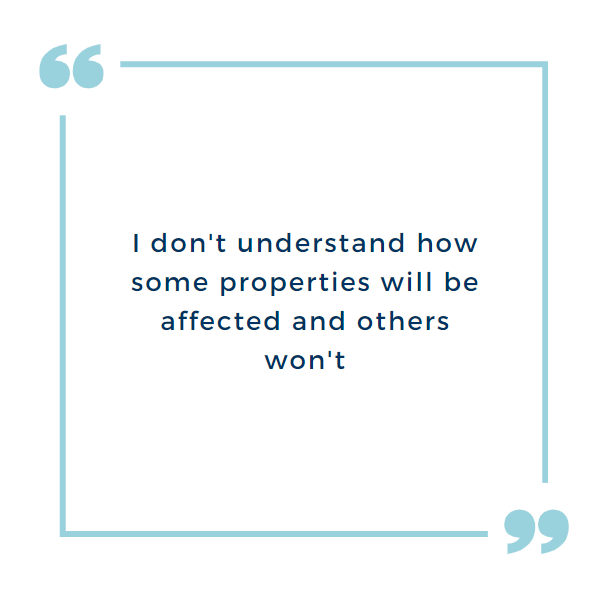 I don't understand how
some properties will be
affected and others
won't